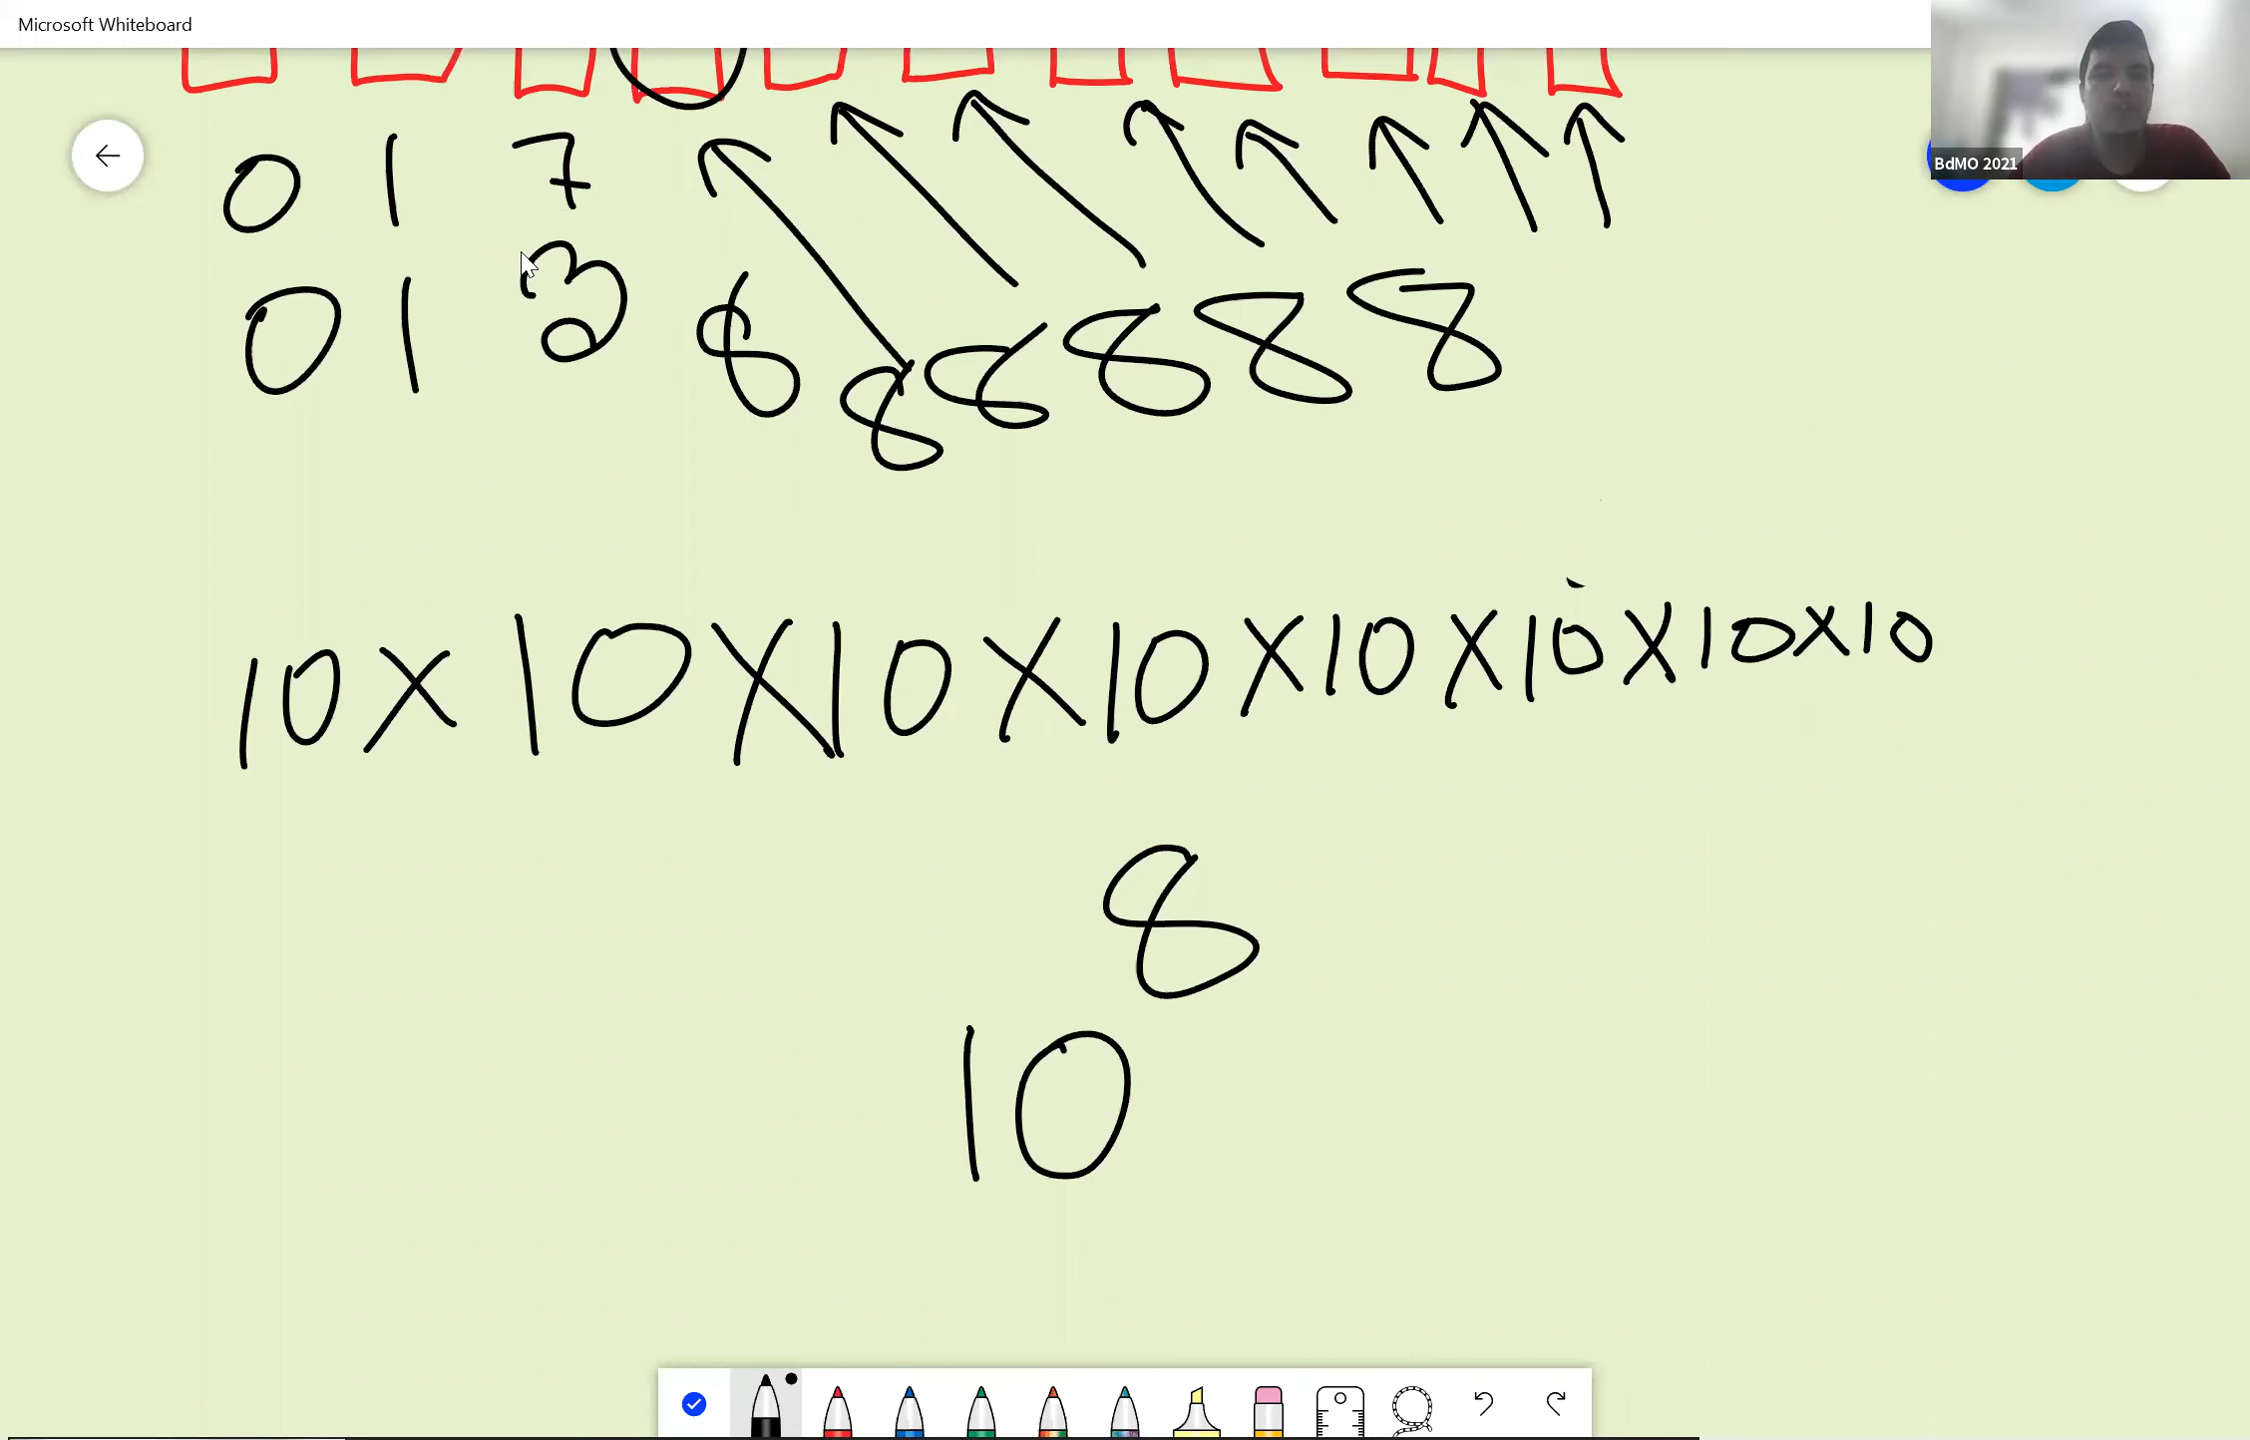 Microsoft Whiteboard
BdMO 2021
0 1 7
0 1 3 8 8 8 8 8 8
10 X 10 X 10 X 10 X 10 X 10 X 10 X 10
8
10